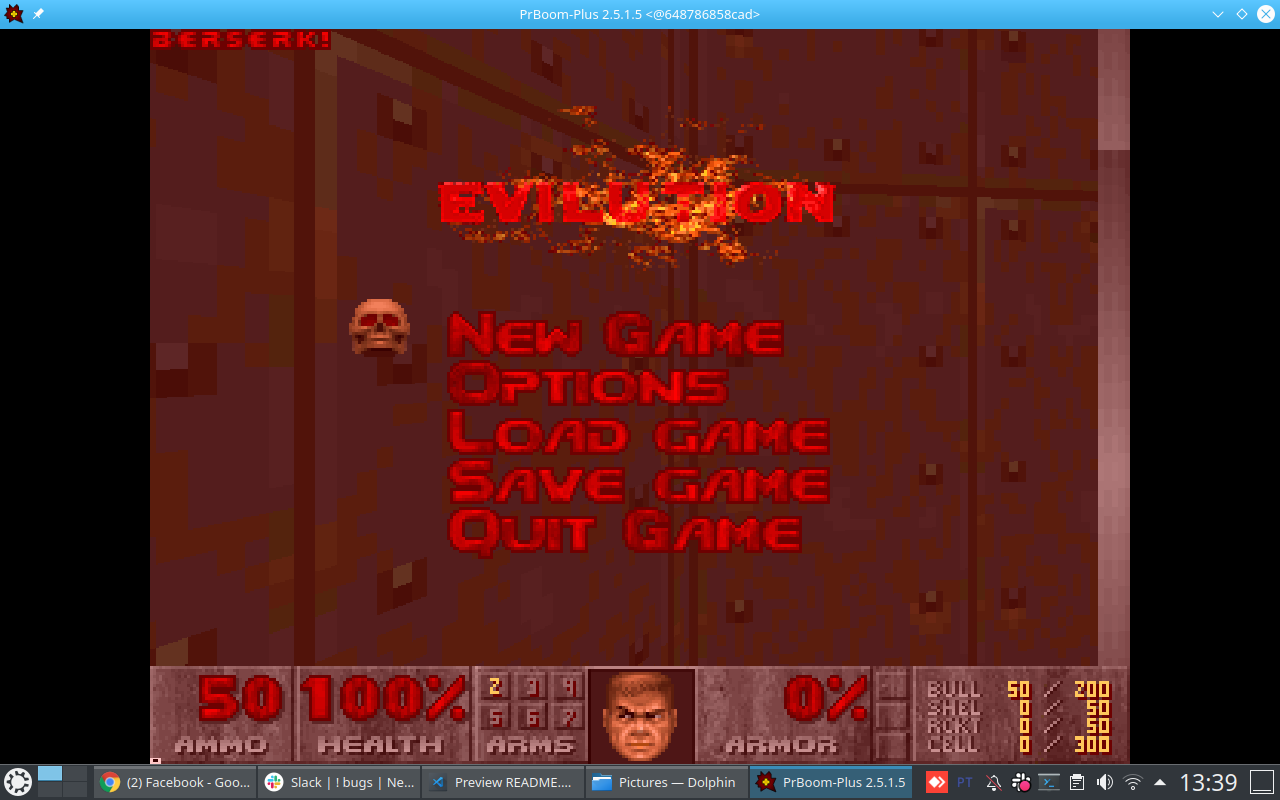 PrBoom-Plus 2.5.1.5 <@648786858cad>
BERSERK!
EVILUTION
NEW GAME
OPTIONS
LOAD GAME
SAVE GAME
QUIT GAME
50 100% 2 3 4 0% BULL 50 / 200
SHEL 0 / 50
5 6 7 RCKT 0 / 50
AMMO HEALTH ARMS ARMOR CELL 0 / 300
(2) Facebook - Goo... Slack | ! bugs | Ne... Preview README.... Pictures — Dolphin PrBoom-Plus 2.5.1.5 PT 13:39